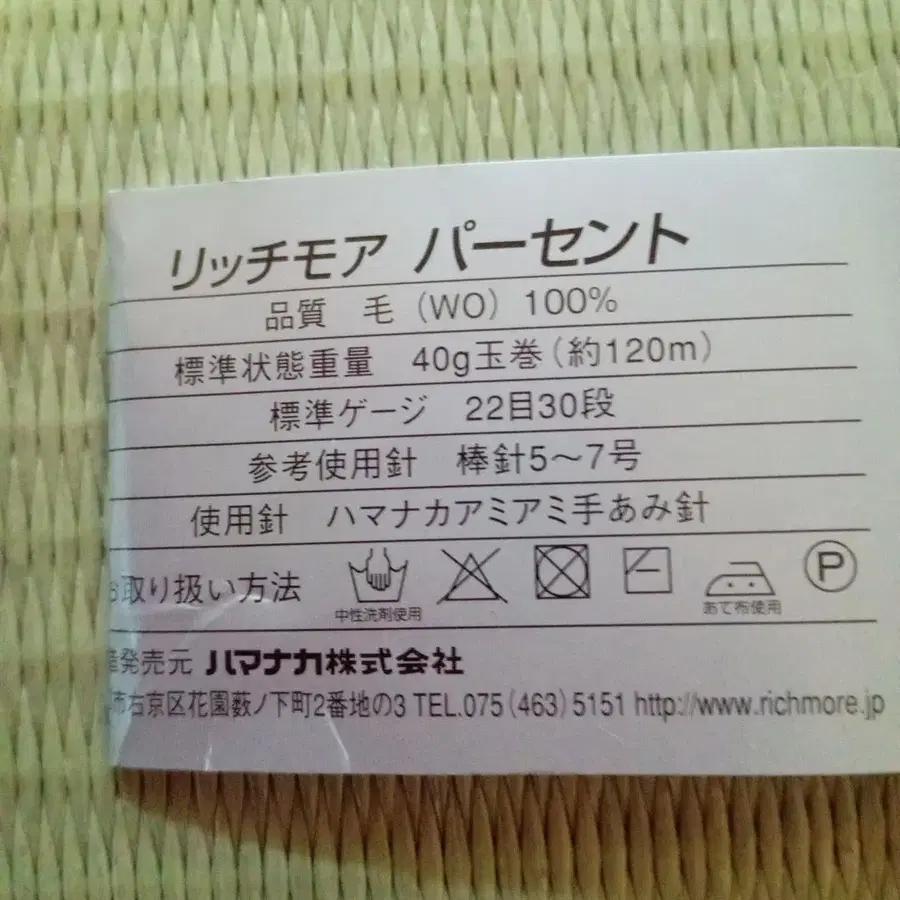 リッチモア パーセント
品質 毛（WO）100%
標準状態重量 40g玉巻（約120m）
標準ゲージ 22目30段
参考使用針 棒針5～7号
使用針 ハマナカアミアミ手あみ針
お取り扱い方法
中性洗剤使用
あて布使用
P
発売元 ハマナカ株式会社
市右京区花園薮ノ下町2番地の3 TEL.075(463)5151 http://www.richmore.jp